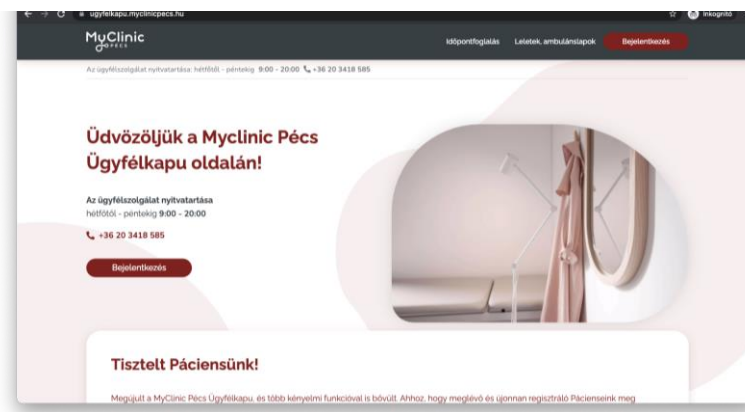 ugyfelkapu.myclinicpecs.hu
Inkognitó
MyClinic
PÉCS
Időpontfoglalás Leletek, ambulánslapok Bejelentkezés
Az ügyfélszolgálat nyitvatartása: hétfőtől - péntekig 9:00 - 20:00 +36 20 3418 585
Üdvözöljük a Myclinic Pécs
Ügyfélkapu oldalán!
Az ügyfélszolgálat nyitvatartása
hétfőtől - péntekig 9:00 - 20:00
+36 20 3418 585
Bejelentkezés
Tisztelt Páciensünk!
Megújult a MyClinic Pécs Ügyfélkapu, és több kényelmi funkcióval is bővült. Ahhoz, hogy meglévő és újonnan regisztráló Pácienseink meg